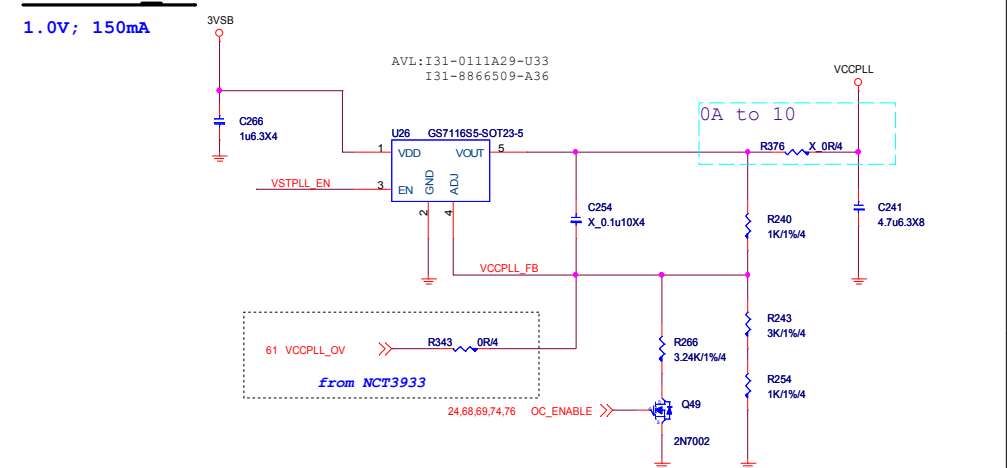 1.0V; 150mA
3VSB
AVL:I31-0111A29-U33
I31-8866509-A36
VCCPLL
0A to 10
C266
1u6.3X4
U26 GS7116S5-SOT23-5
R376 X_0R/4
1 VDD VOUT 5
VSTPLL_EN 3 EN GND ADJ
2 4
C254
X_0.1u10X4
C241
4.7u6.3X8
R240
1K/1%/4
VCCPLL_FB
R243
3K/1%/4
R343 0R/4
61 VCCPLL_OV
R266
3.24K/1%/4
from NCT3933
R254
1K/1%/4
24,68,69,74,76 OC_ENABLE
Q49
2N7002